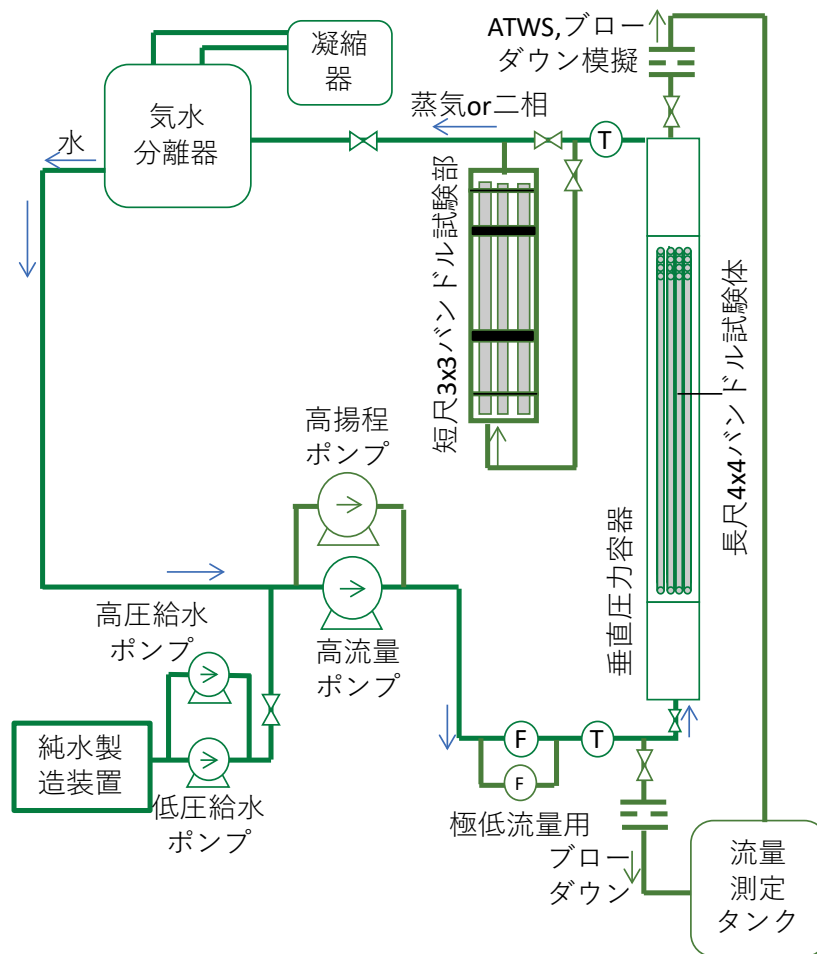 ATWS,ブロー
ダウン模擬
凝縮
器
蒸気or二相
気水
分離器
水
T
短尺3x3バンドル試験部
長尺4x4バンドル試験体
垂直圧力容器
高揚程
ポンプ
高圧給水
ポンプ
高流量
ポンプ
純水製
造装置
低圧給水
ポンプ
F
T
F
極低流量用
ブロー
ダウン
流量
測定
タンク